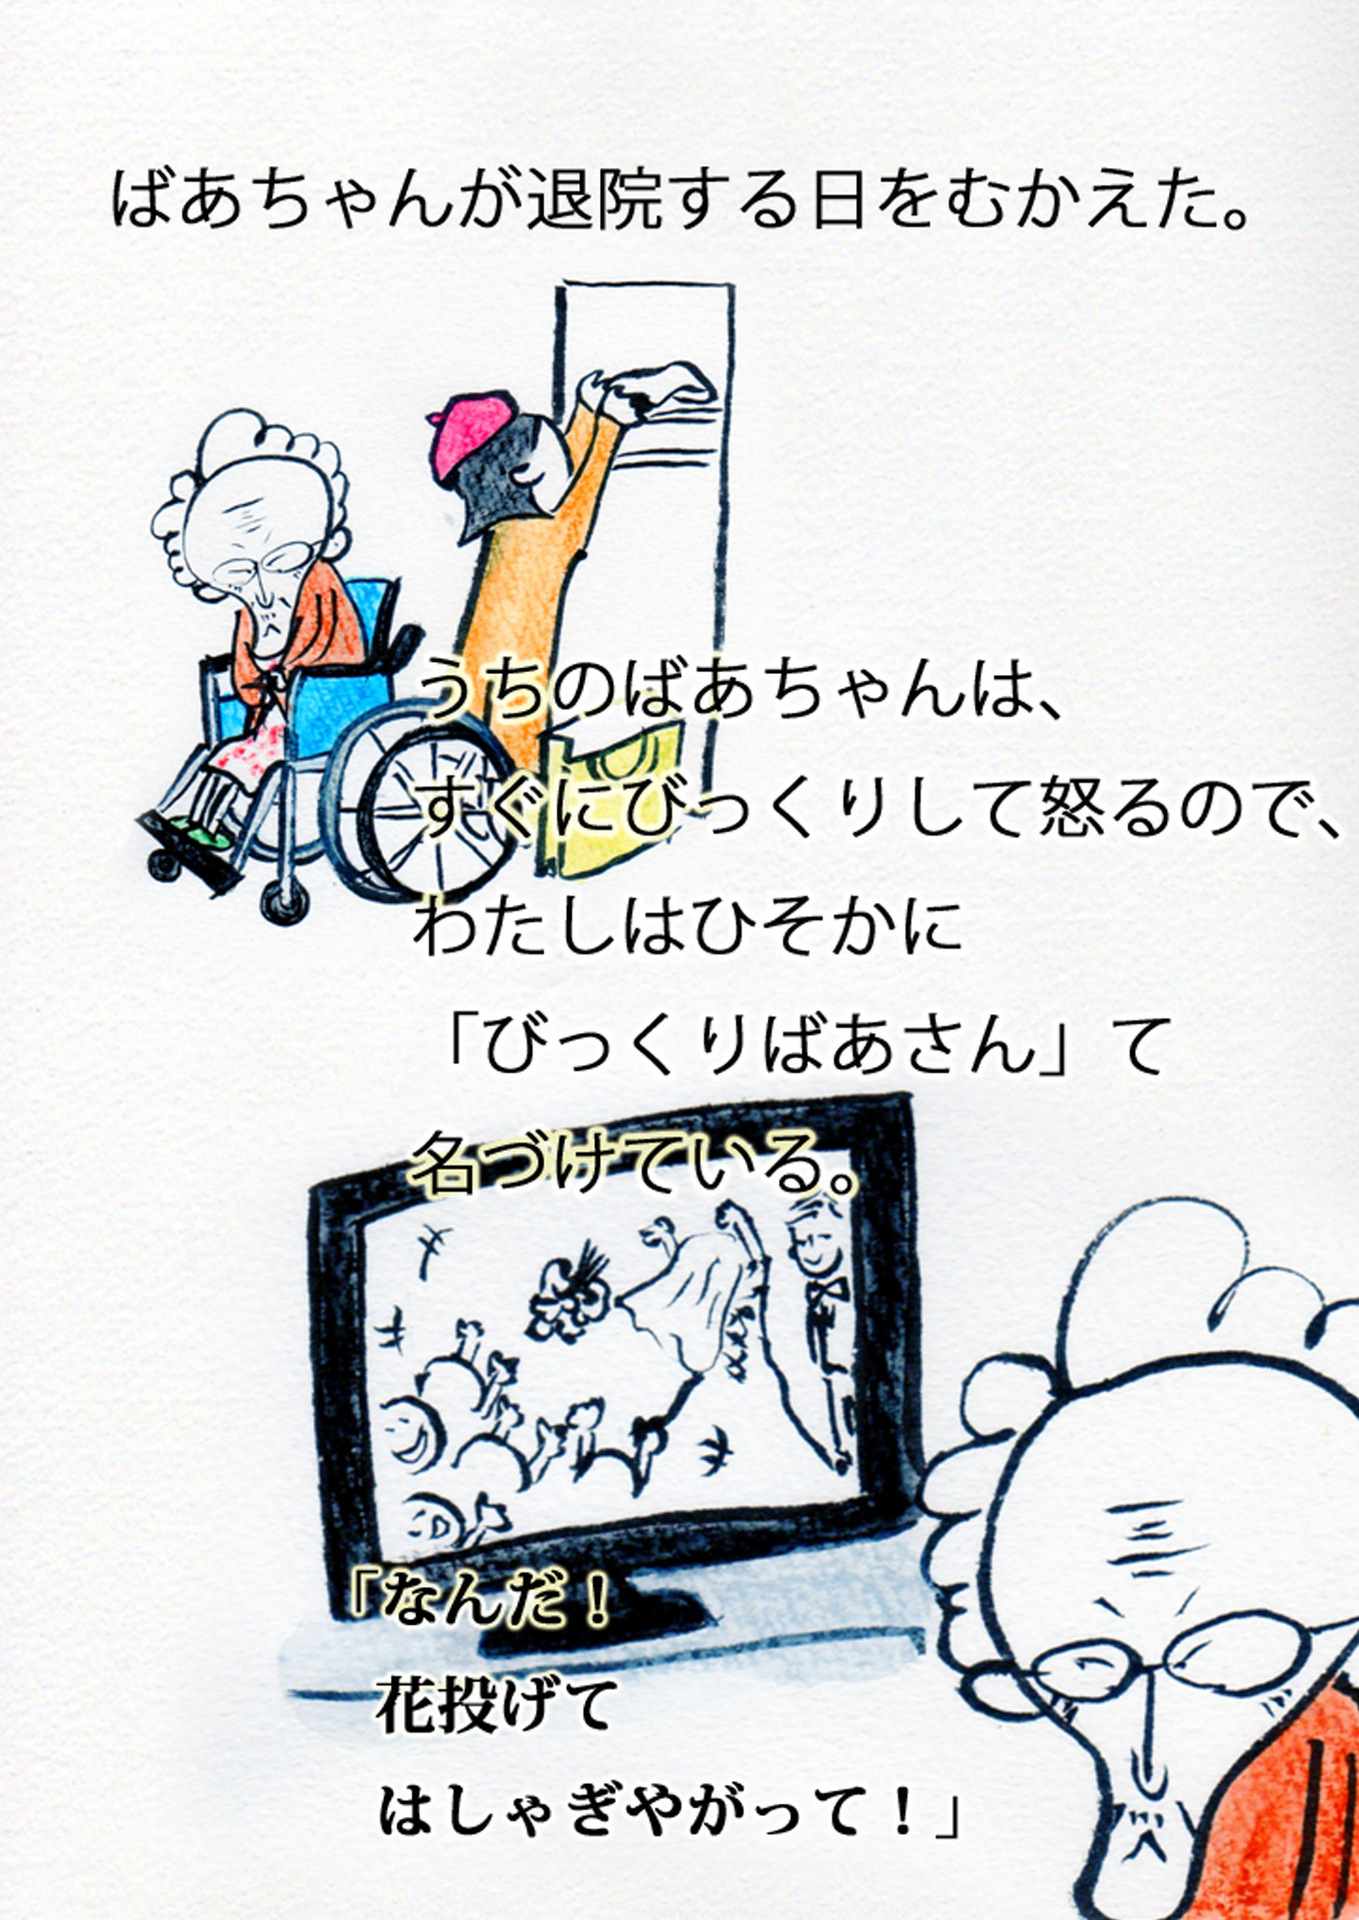 ばあちゃんが退院する日をむかえた。
うちのばあちゃんは、
すぐにびっくりして怒るので、
わたしはひそかに
「びっくりばあさん」て
名づけている。
「なんだ！
花投げて
はしゃぎやがって！」